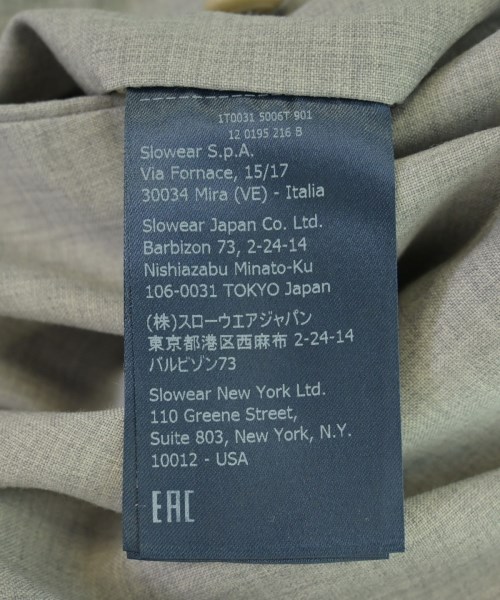 1T0031 5006T 901
12 0195 216 B
Slowear S.p.A.
Via Fornace, 15/17
30034 Mira (VE) - Italia
Slowear Japan Co. Ltd.
Barbizon 73, 2-24-14
Nishiazabu Minato-Ku
106-0031 TOKYO Japan
(株)スローウエアジャパン
東京都港区西麻布 2-24-14
バルビゾン73
Slowear New York Ltd.
110 Greene Street,
Suite 803, New York, N.Y.
10012 - USA
EAC